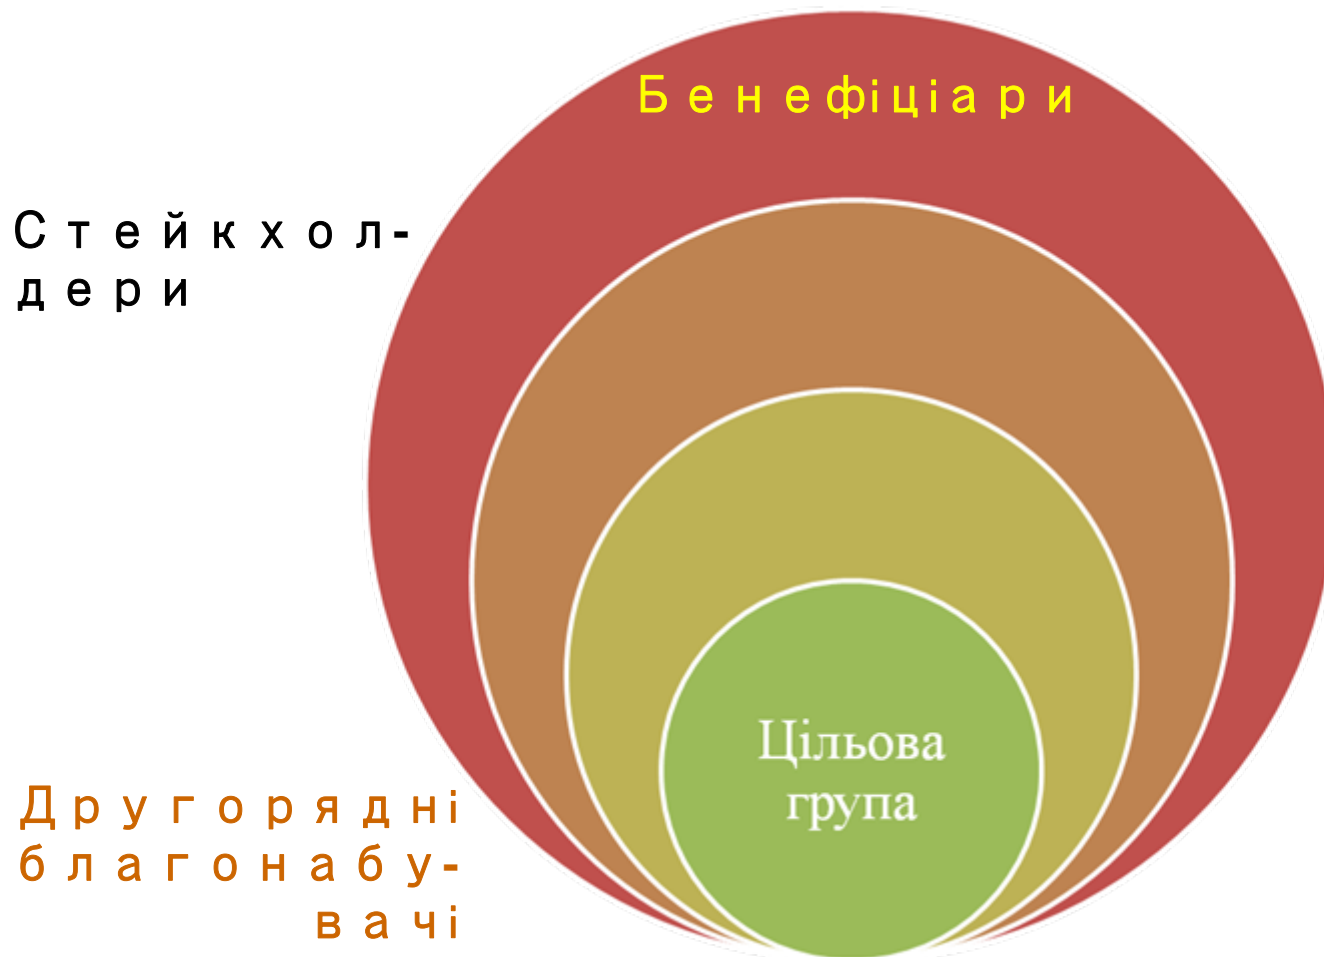 Бенефіціари
Стейкхол-
дери
Цільова
група
Другорядні
благонабу-
вачі